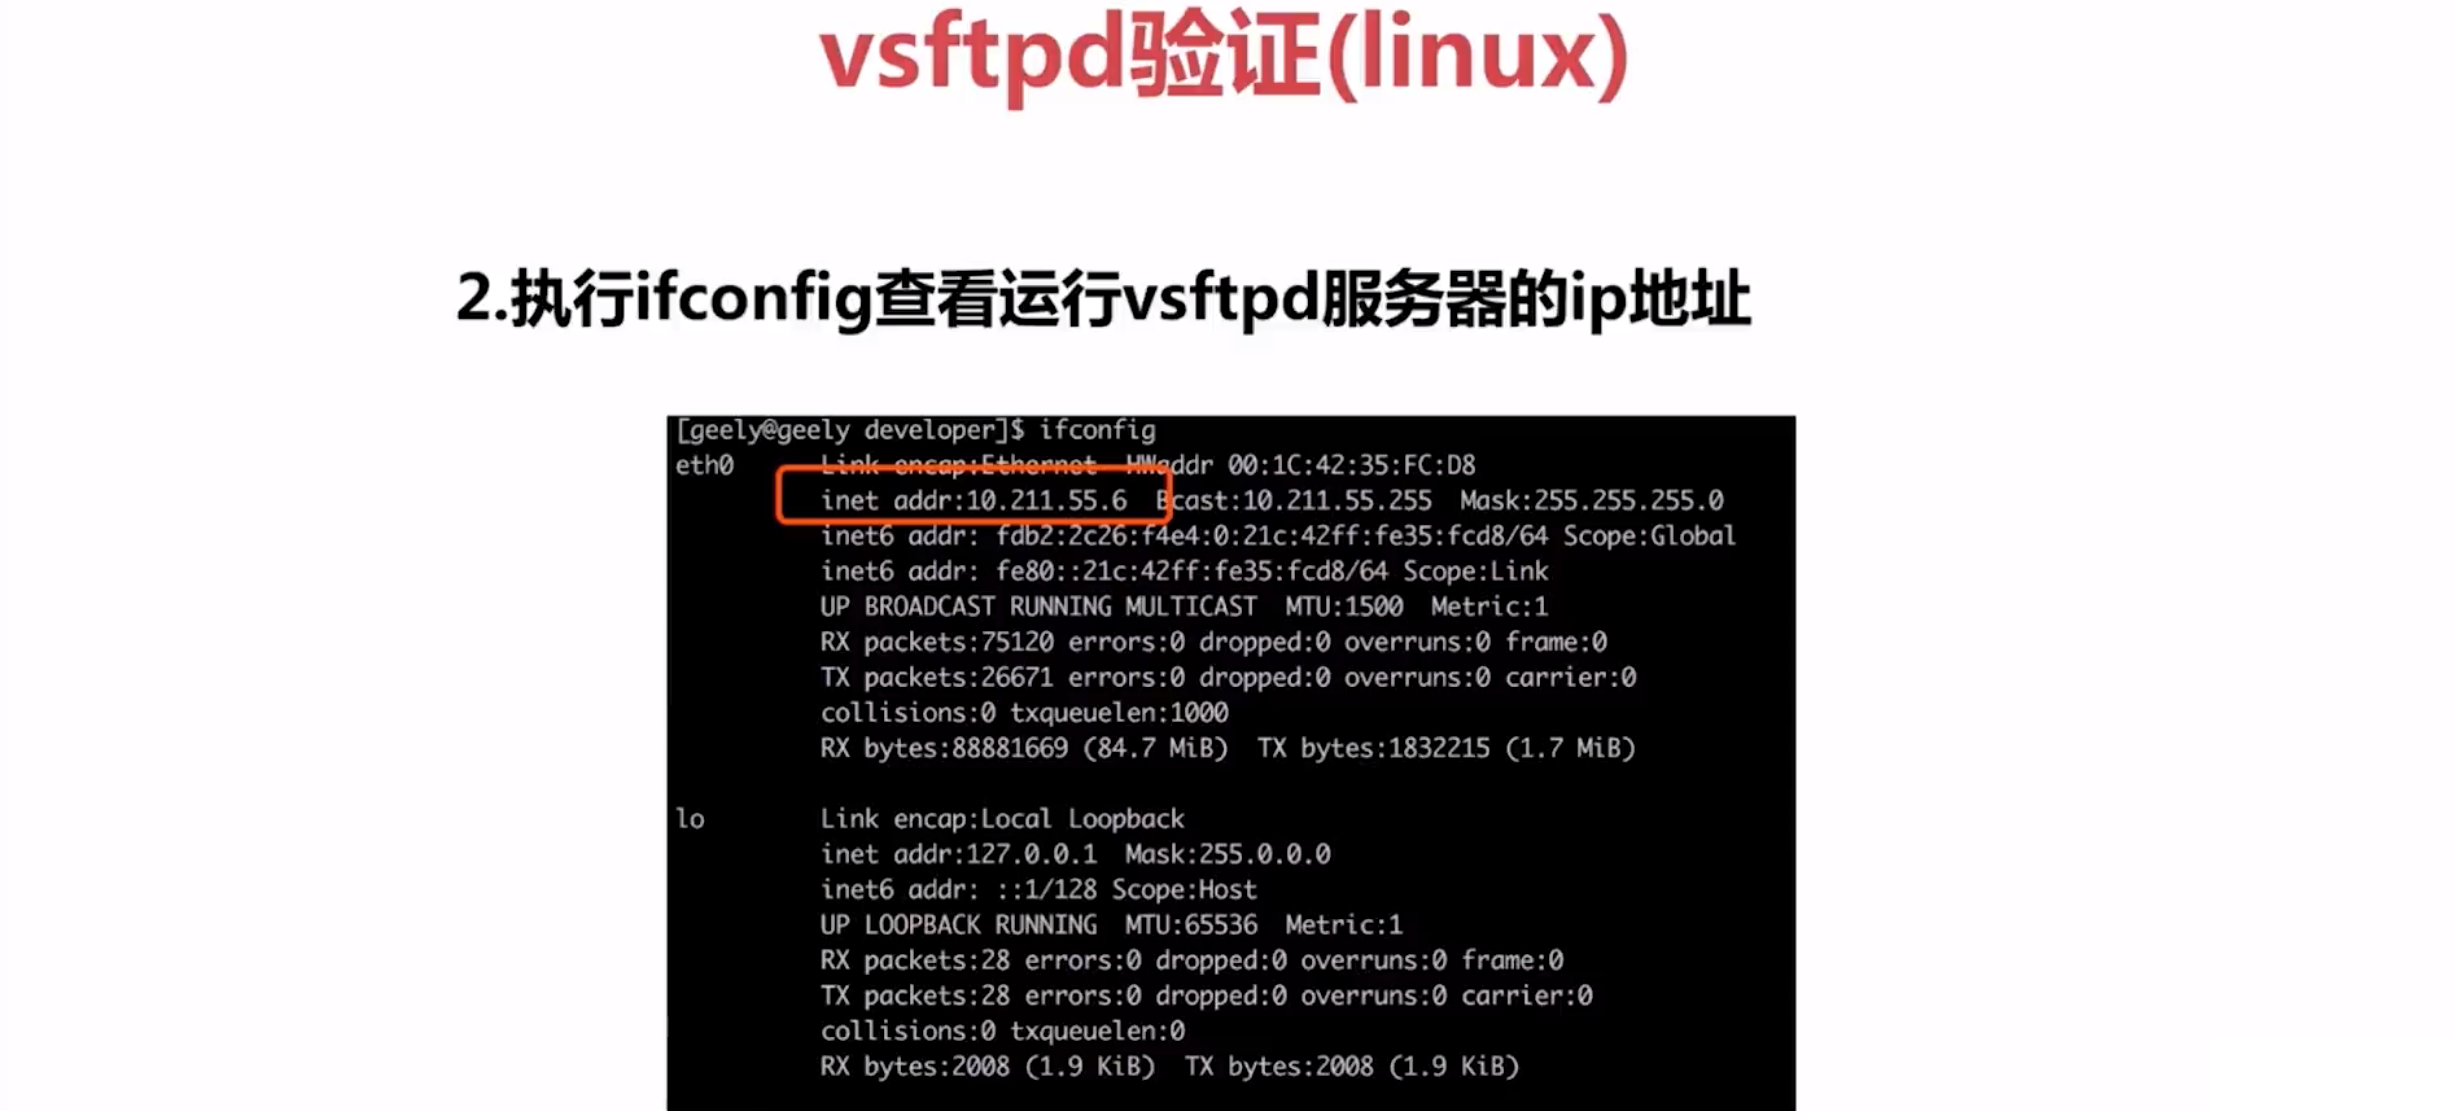 vsftpd验证(linux)
2.执行ifconfig查看运行vsftpd服务器的ip地址
[geely@geely developer]$ ifconfig
eth0 Link encap:Ethernet HWaddr 00:1C:42:35:FC:D8
inet addr:10.211.55.6 Bcast:10.211.55.255 Mask:255.255.255.0
inet6 addr: fdb2:2c26:f4e4:0:21c:42ff:fe35:fcd8/64 Scope:Global
inet6 addr: fe80::21c:42ff:fe35:fcd8/64 Scope:Link
UP BROADCAST RUNNING MULTICAST MTU:1500 Metric:1
RX packets:75120 errors:0 dropped:0 overruns:0 frame:0
TX packets:26671 errors:0 dropped:0 overruns:0 carrier:0
collisions:0 txqueuelen:1000
RX bytes:88881669 (84.7 MiB) TX bytes:1832215 (1.7 MiB)
lo Link encap:Local Loopback
inet addr:127.0.0.1 Mask:255.0.0.0
inet6 addr: ::1/128 Scope:Host
UP LOOPBACK RUNNING MTU:65536 Metric:1
RX packets:28 errors:0 dropped:0 overruns:0 frame:0
TX packets:28 errors:0 dropped:0 overruns:0 carrier:0
collisions:0 txqueuelen:0
RX bytes:2008 (1.9 KiB) TX bytes:2008 (1.9 KiB)